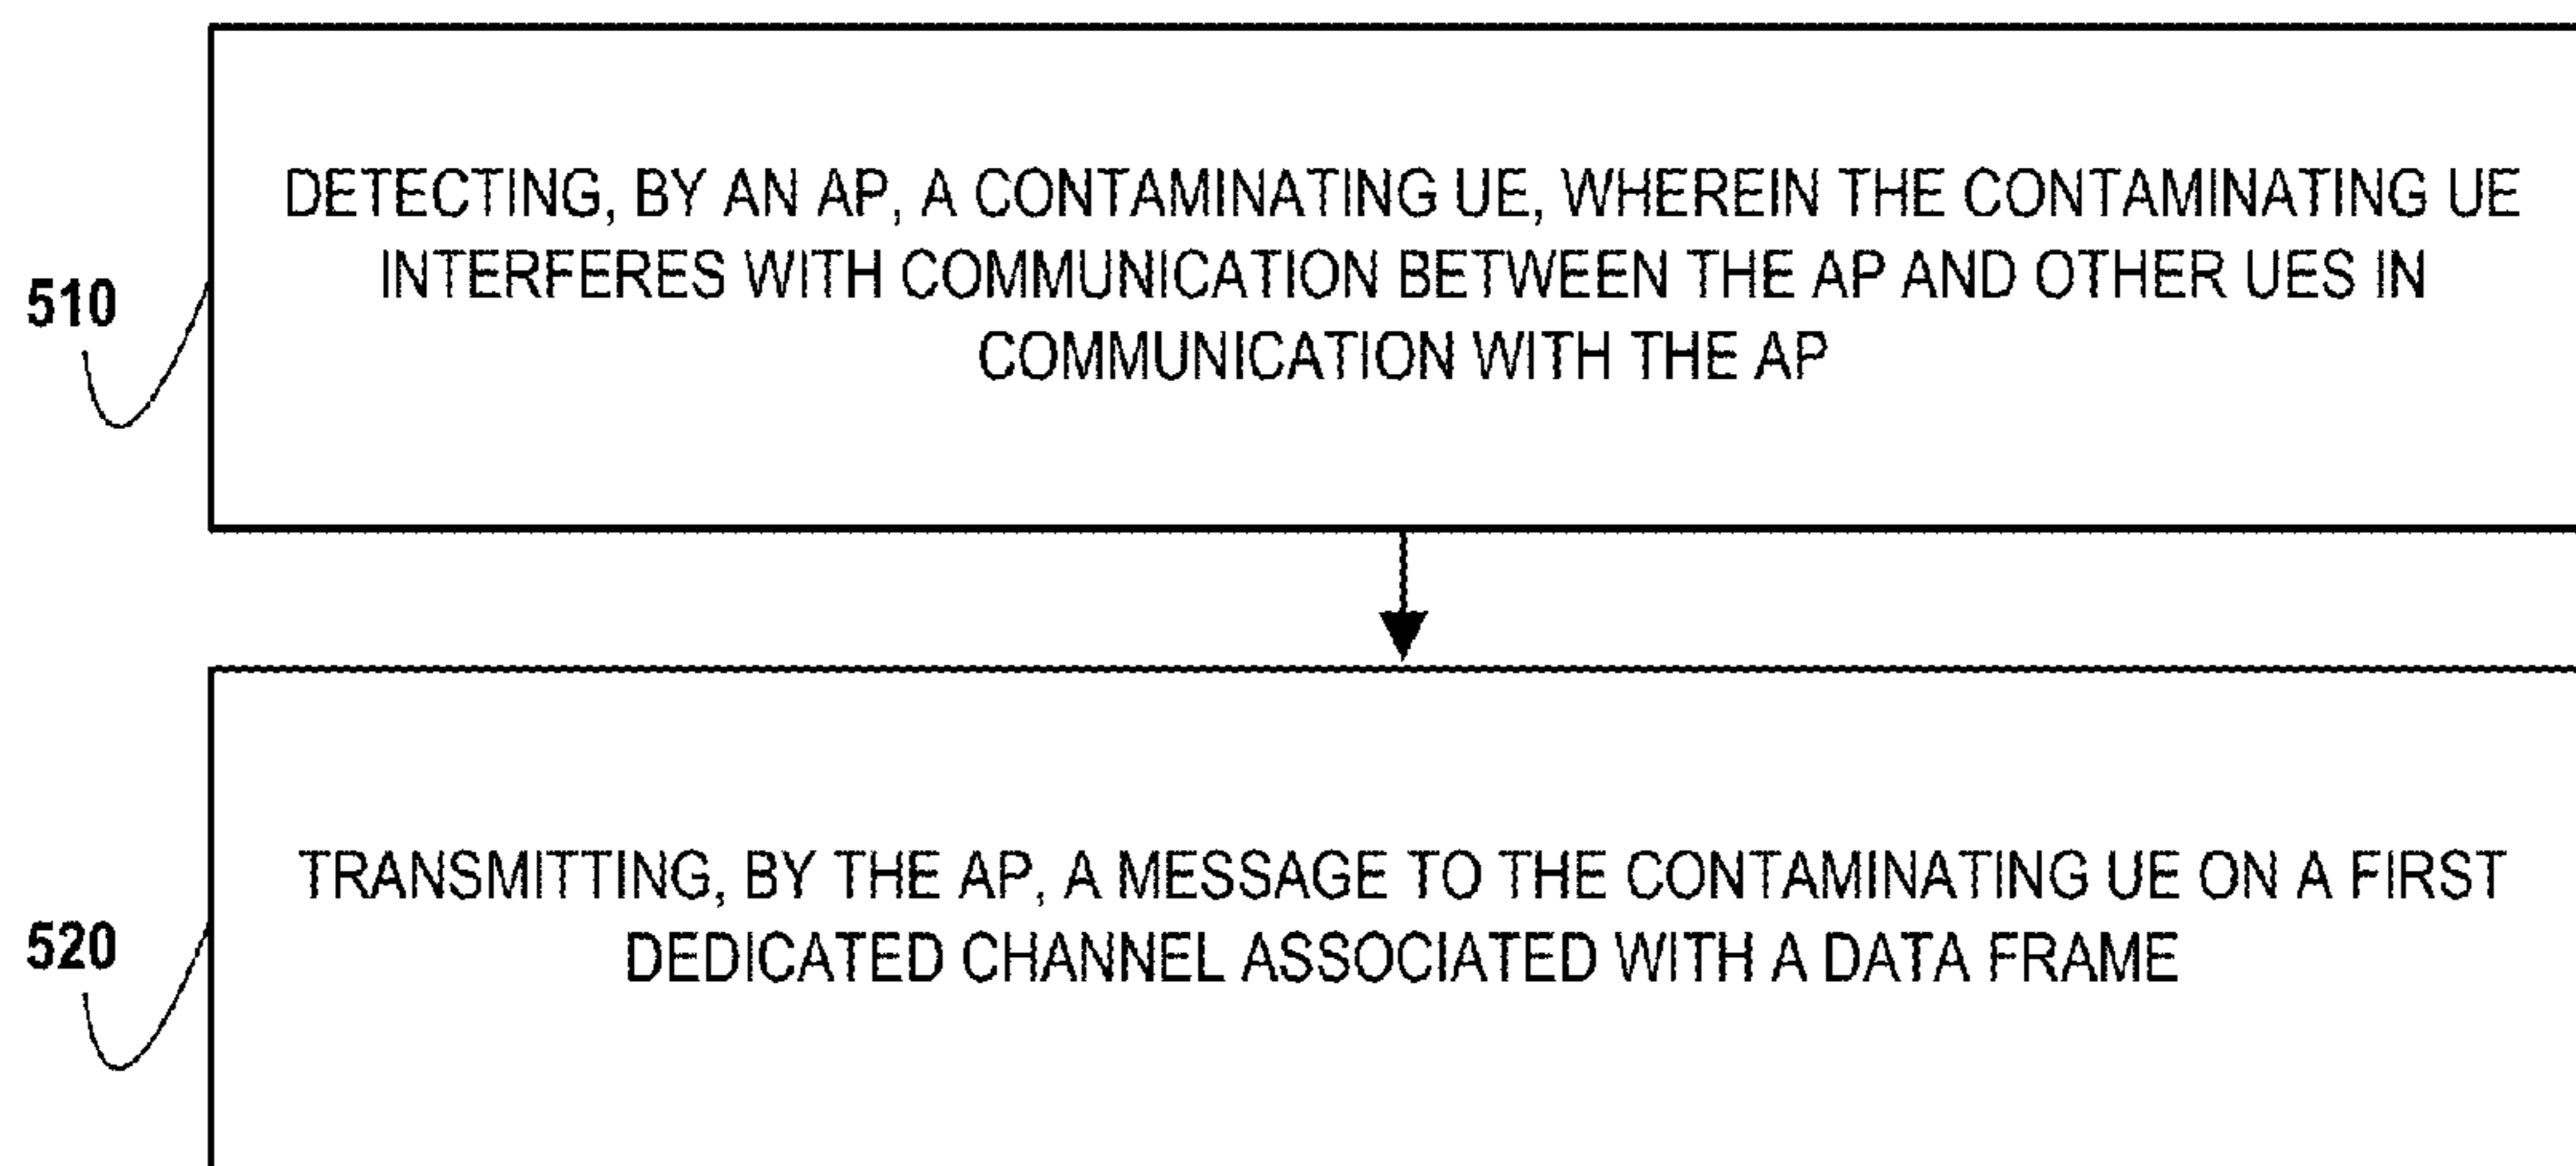 DETECTING, BY AN AP, A CONTAMINATING UE, WHEREIN THE CONTAMINATING UE
INTERFERES WITH COMMUNICATION BETWEEN THE AP AND OTHER UES IN
COMMUNICATION WITH THE AP
510
TRANSMITTING, BY THE AP, A MESSAGE TO THE CONTAMINATING UE ON A FIRST
DEDICATED CHANNEL ASSOCIATED WITH A DATA FRAME
520